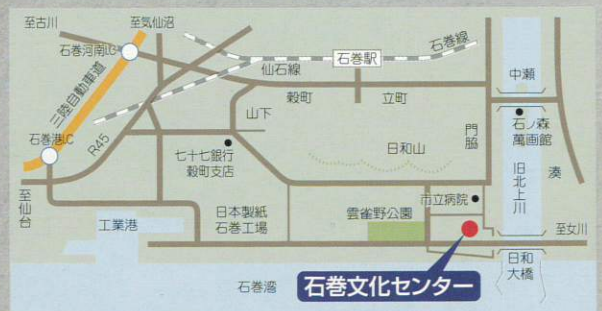 至古川
至気仙沼
石巻河南I.C
石巻線
石巻駅
仙石線
中瀬
三陸自動車道
穀町
立町
山下
石ノ森
萬画館
門脇
日和山
七十七銀行
穀町支店
石巻港I.C
R45
旧北上川
湊
至仙台
市立病院
日本製紙
石巻工場
雲雀野公園
工業港
至女川
日和
大橋
石巻湾
石巻文化センター